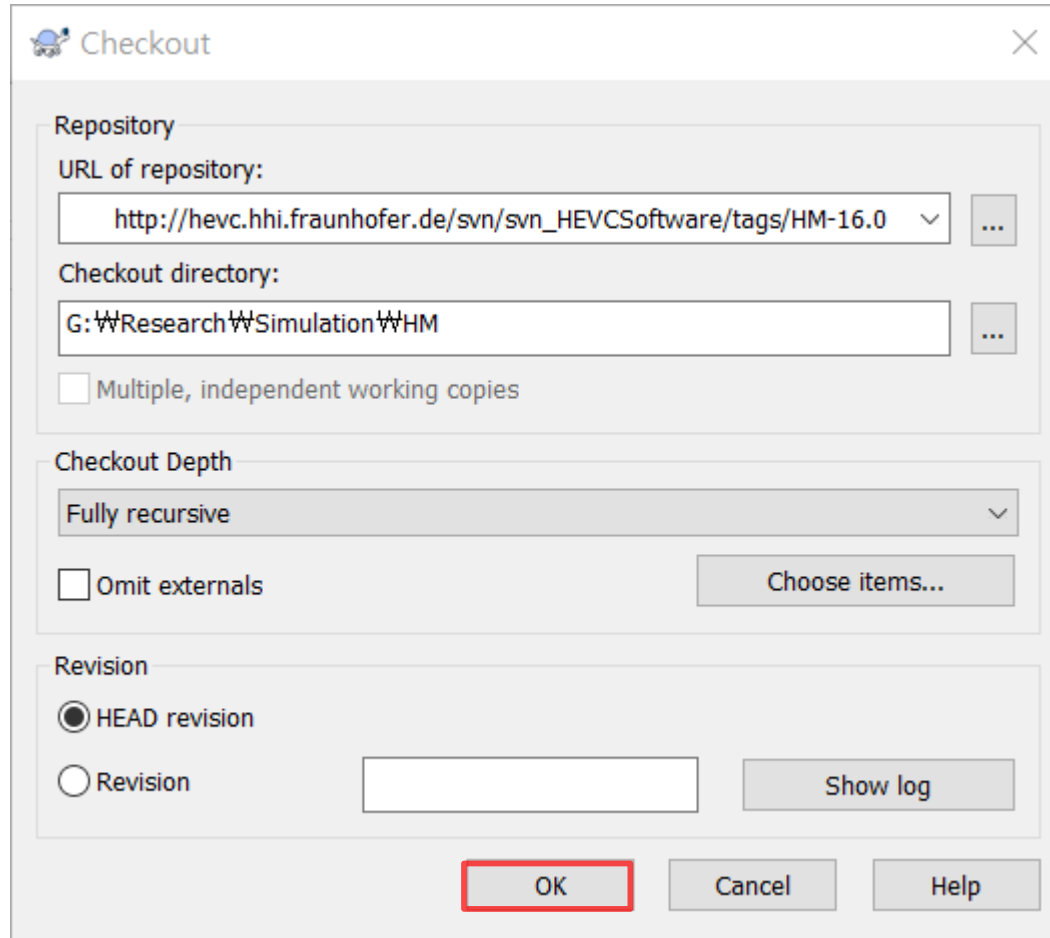 Checkout
Repository
URL of repository:
http://hevc.hhi.fraunhofer.de/svn/svn_HEVCSoftware/tags/HM-16.0
...
Checkout directory:
G:₩Research₩Simulation₩HM
...
Multiple, independent working copies
Checkout Depth
Fully recursive
Omit externals
Choose items...
Revision
HEAD revision
Revision
Show log
OK
Cancel
Help